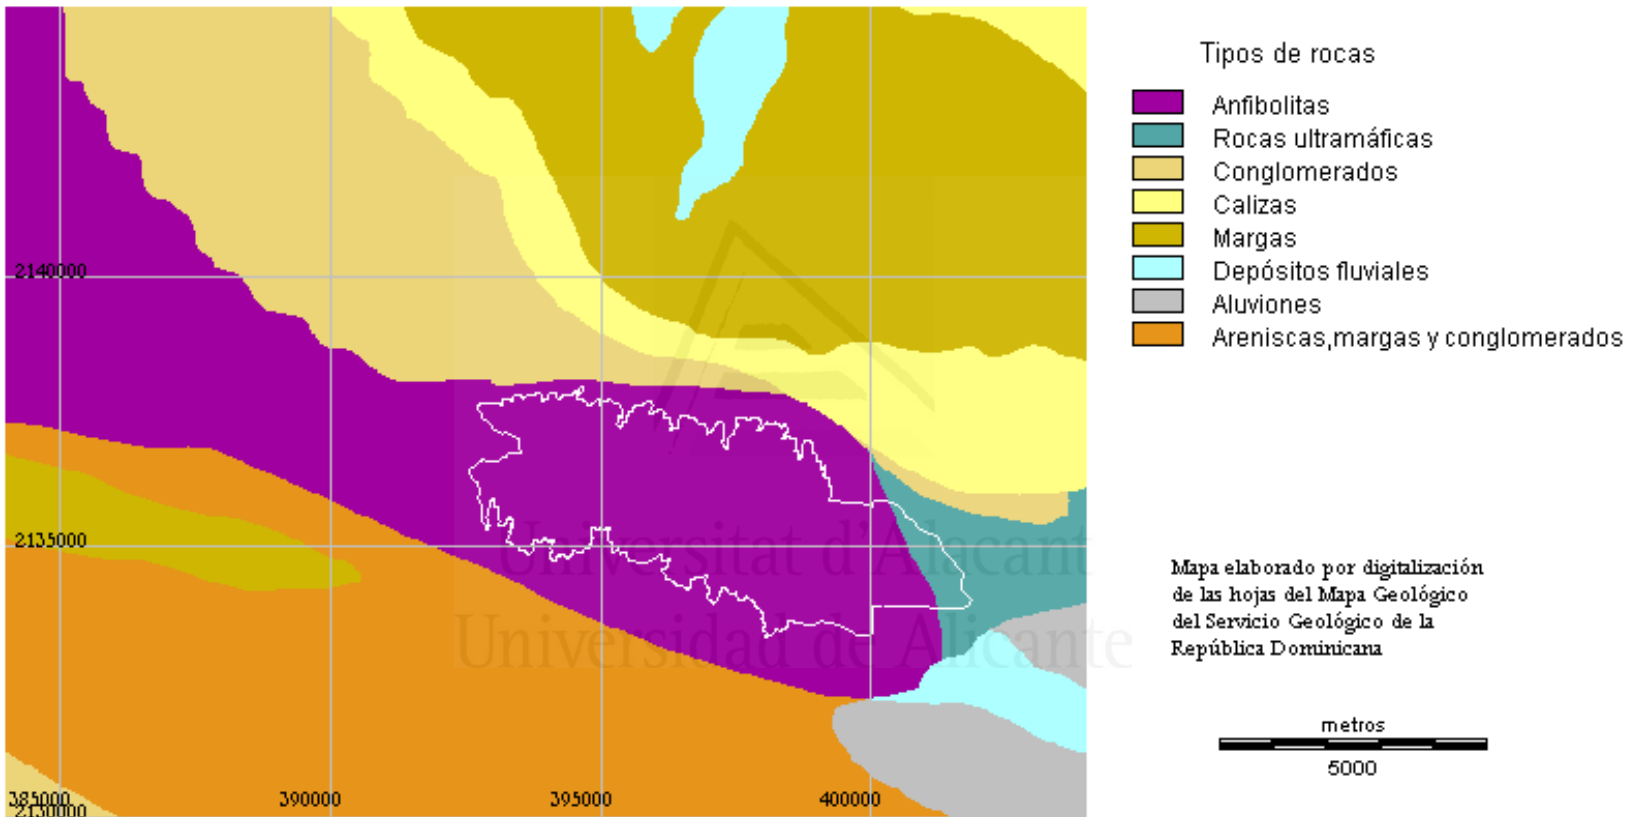 Tipos de rocas
Anfibolitas
Rocas ultramáficas
Conglomerados
Calizas
Margas
Depósitos fluviales
Aluviones
Areniscas,margas y conglomerados
2140000
2135000
Universitat d'Alacant
Universidad de Alicante
Mapa elaborado por digitalización
de las hojas del Mapa Geológico
del Servicio Geológico de la
República Dominicana
metros
5000
385000 390000 395000 400000
2130000